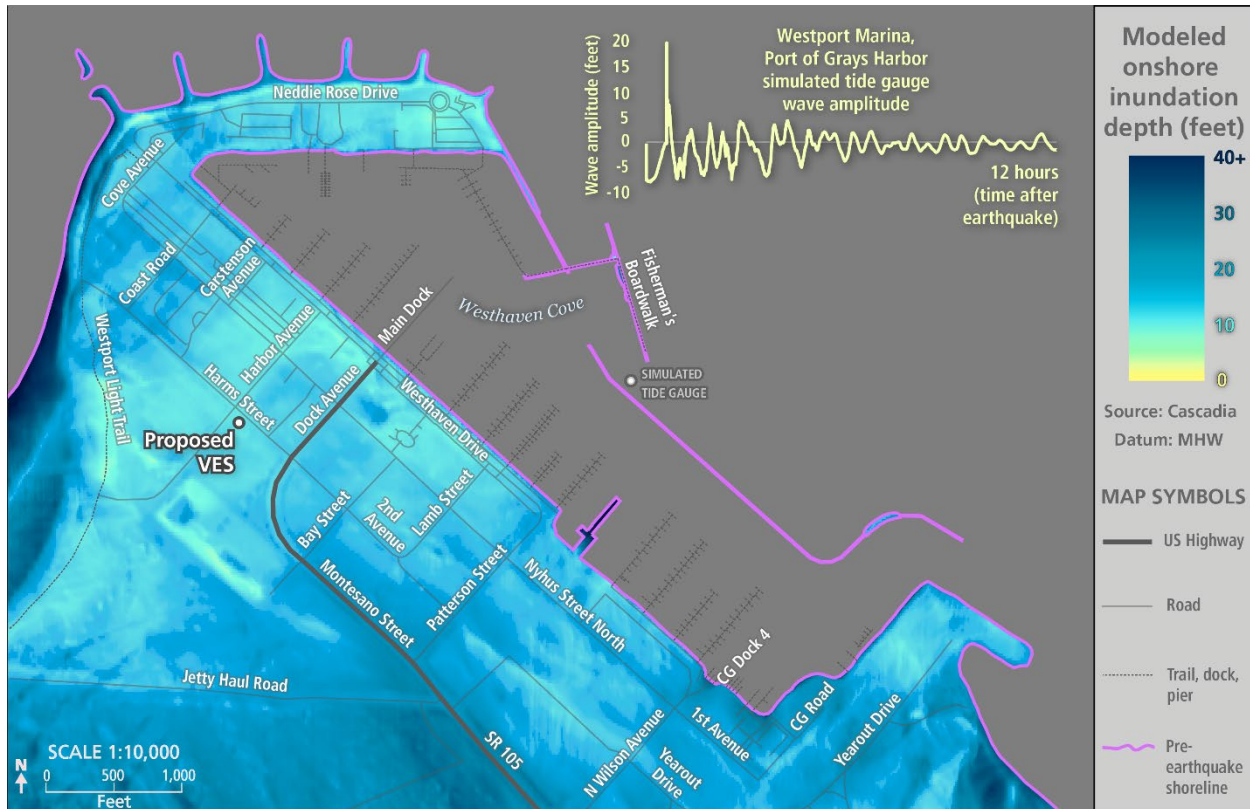 Neddie Rose Drive
Cove Avenue
Coast Road
Carstenson
Avenue
Harbor Avenue
Main Dock
Westhaven Cove
Fisherman's
Boardwalk
SIMULATED
TIDE GAUGE
Westport Light Trail
Harms Street
Dock Avenue
Westhaven Drive
Proposed
VES
Bay Street
2nd
Avenue
Lamb Street
Montesano Street
Patterson Street
Nyhus Street North
CG Dock 4
CG Road
Jetty Haul Road
SR 105
N Wilson Avenue
1st Avenue
Yearout
Drive
Yearout Drive
SCALE 1:10,000
N
0 500 1,000
Feet
Westport Marina,
Port of Grays Harbor
simulated tide gauge
wave amplitude
Wave amplitude (feet)
20
15
10
5
0
-5
-10
12 hours
(time after
earthquake)
Modeled
onshore
inundation
depth (feet)
40+
30
20
10
0
Source: Cascadia
Datum: MHW
MAP SYMBOLS
US Highway
Road
Trail, dock,
pier
Pre-
earthquake
shoreline